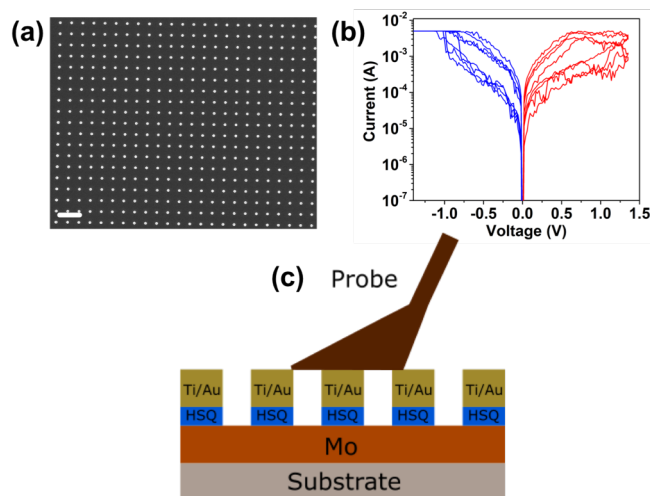 (a)
(b)
10⁻²
10⁻³
10⁻⁴
10⁻⁵
10⁻⁶
10⁻⁷
Current (A)
-1.0 -0.5 0.0 0.5 1.0 1.5
Voltage (V)
(c) Probe
Ti/Au Ti/Au Ti/Au Ti/Au Ti/Au
HSQ HSQ HSQ HSQ HSQ
Mo
Substrate